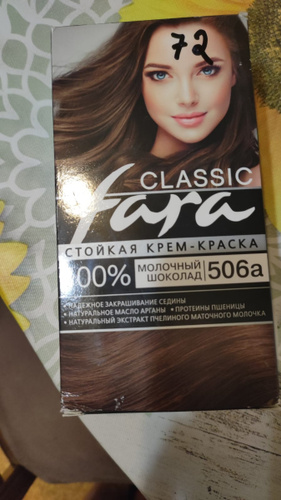 72
CLASSIC
fara
СТОЙКАЯ КРЕМ-КРАСКА
100% МОЛОЧНЫЙ ШОКОЛАД 506а
• НАДЕЖНОЕ ЗАКРАШИВАНИЕ СЕДИНЫ
• НАТУРАЛЬНОЕ МАСЛО АРГАНЫ • ПРОТЕИНЫ ПШЕНИЦЫ
• НАТУРАЛЬНЫЙ ЭКСТРАКТ ПЧЕЛИНОГО МАТОЧНОГО МОЛОЧКА